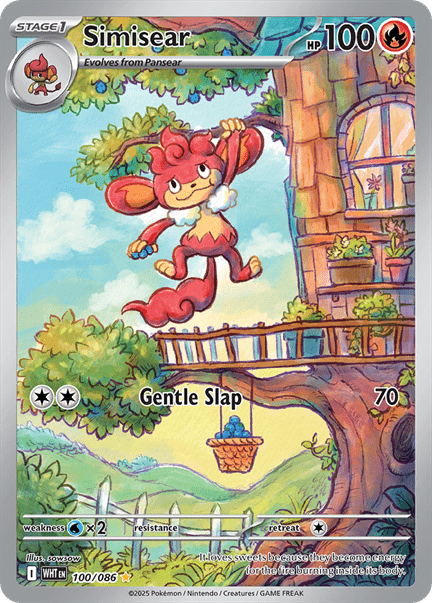 STAGE 1
Simisear
HP 100
Evolves from Pansear
Gentle Slap 70
weakness ×2 resistance retreat
Illus. sowsow
It loves sweets because they become energy
for the fire burning inside its body.
I WHT EN 100/086
©2025 Pokémon / Nintendo / Creatures / GAME FREAK